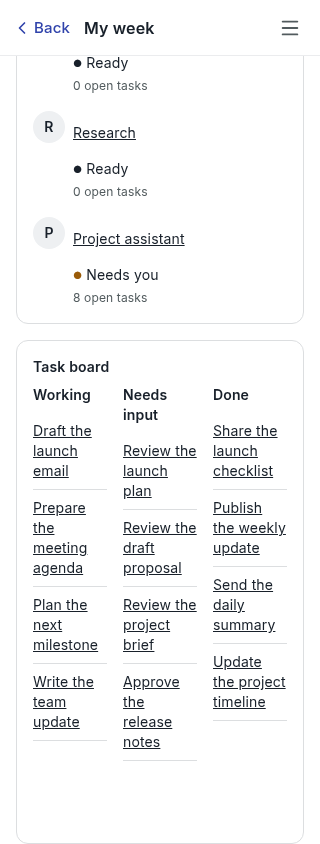 Back My week
Ready
0 open tasks
R Research
Ready
0 open tasks
P Project assistant
Needs you
8 open tasks
Task board
Working
Draft the
launch
email
Prepare
the
meeting
agenda
Plan the
next
milestone
Write the
team
update
Needs
input
Review the
launch
plan
Review the
draft
proposal
Review the
project
brief
Approve
the
release
notes
Done
Share the
launch
checklist
Publish
the weekly
update
Send the
daily
summary
Update
the project
timeline